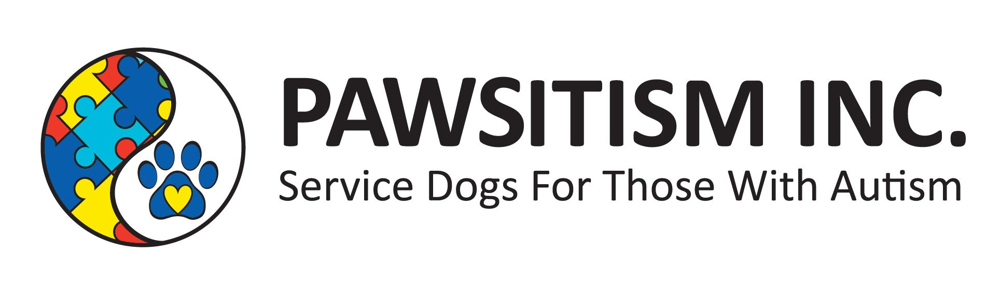 PAWSITISM INC.
Service Dogs For Those With Autism